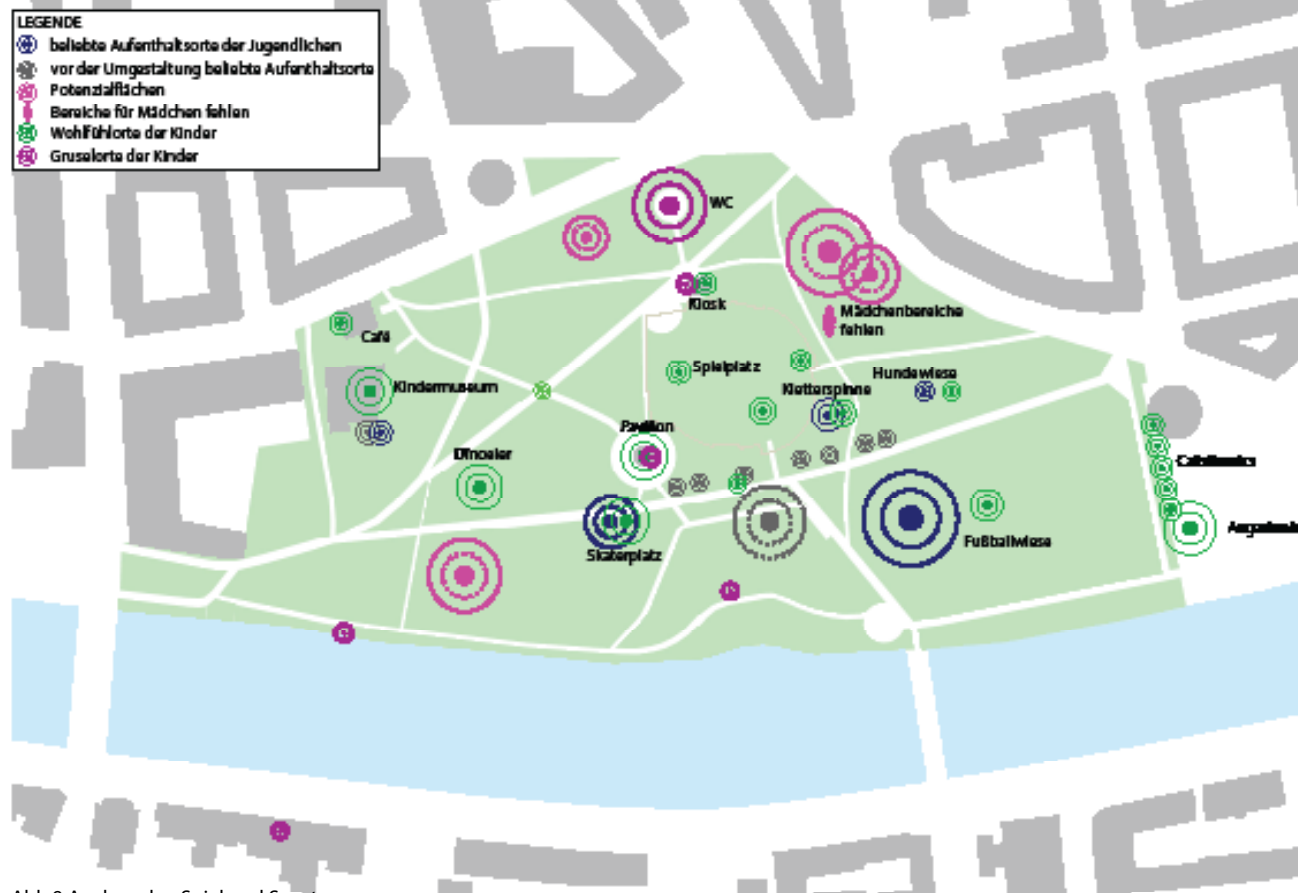 LEGENDE
beliebte Aufenthaltsorte der Jugendlichen
vor der Umgestaltung beliebte Aufenthaltsorte
Potenzialflächen
Bereiche für Mädchen fehlen
Wohlfühlorte der Kinder
Gruselorte der Kinder
WC
Kiosk
Mädchenbereiche
fehlen
Café
Spielplatz
Hundewiese
Kindermuseum
Kletterspinne
Pavillon
Dinoeier
Skaterplatz
Fußballwiese